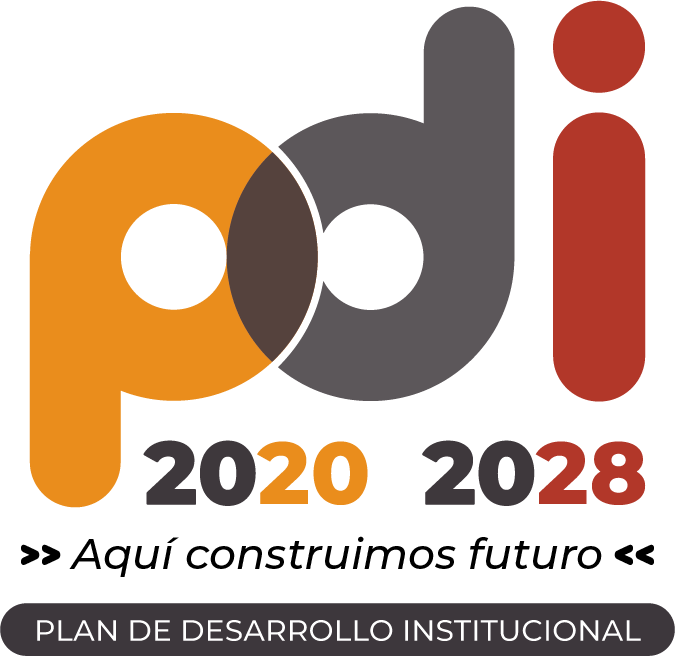 pdi
2020 2028
>> Aquí construimos futuro <<
PLAN DE DESARROLLO INSTITUCIONAL